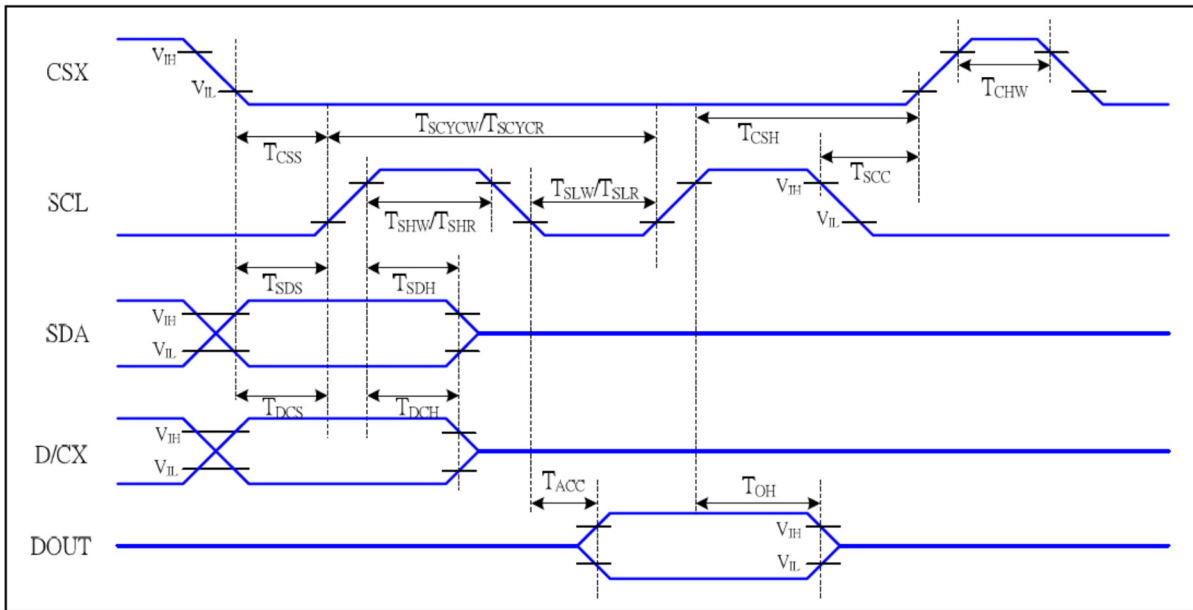 CSX
VIH
VIL
TCHW
TSCYCW/TSCYCR
TCSH
TCSS
TSCC
SCL
TSLW/TSLR
VIH
TSHW/TSHR
VIL
TSDS
TSDH
SDA
VIH
VIL
TDCS
TDCH
D/CX
VIH
VIL
TACC
TOH
DOUT
VIH
VIL